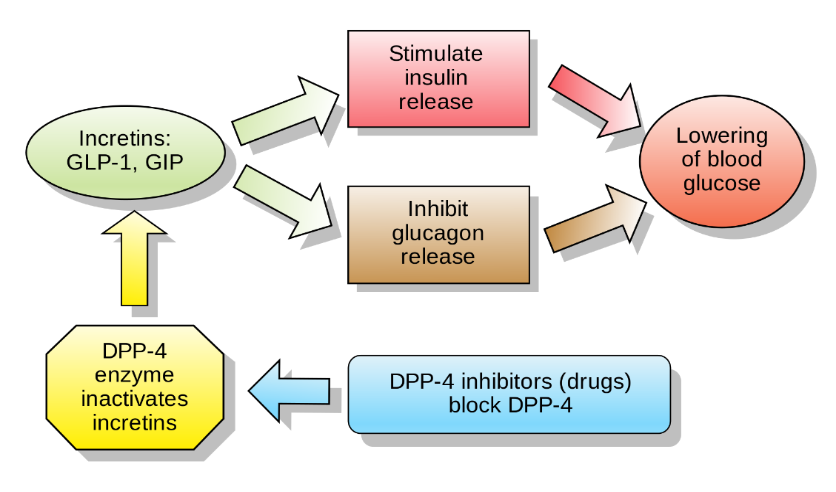 Stimulate
insulin
release
Incretins:
GLP-1, GIP
Lowering
of blood
glucose
Inhibit
glucagon
release
DPP-4
enzyme
inactivates
incretins
DPP-4 inhibitors (drugs)
block DPP-4